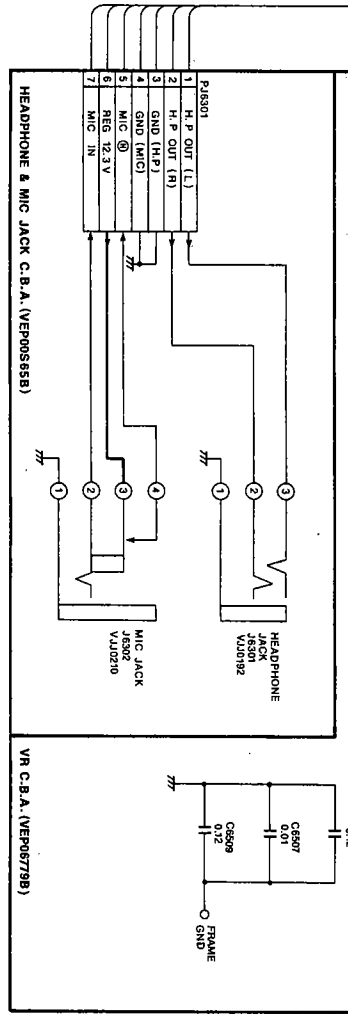 PJ6301
1 H. P OUT (L)
2 H. P OUT (R)
3 GND (H.P)
4 GND (MIC)
5 MIC Ⓗ
6 REG 12.3 V
7 MIC IN
HEADPHONE
JACK
J6301
VJJ0192
3
2
1
MIC JACK
J6302
VJJ0210
4
3
2
1
HEADPHONE & MIC JACK C.B.A. (VEP00S65B)
C6507
0.01
C6509
0.12
FRAME
GND
VR C.B.A. (VEP06779B)